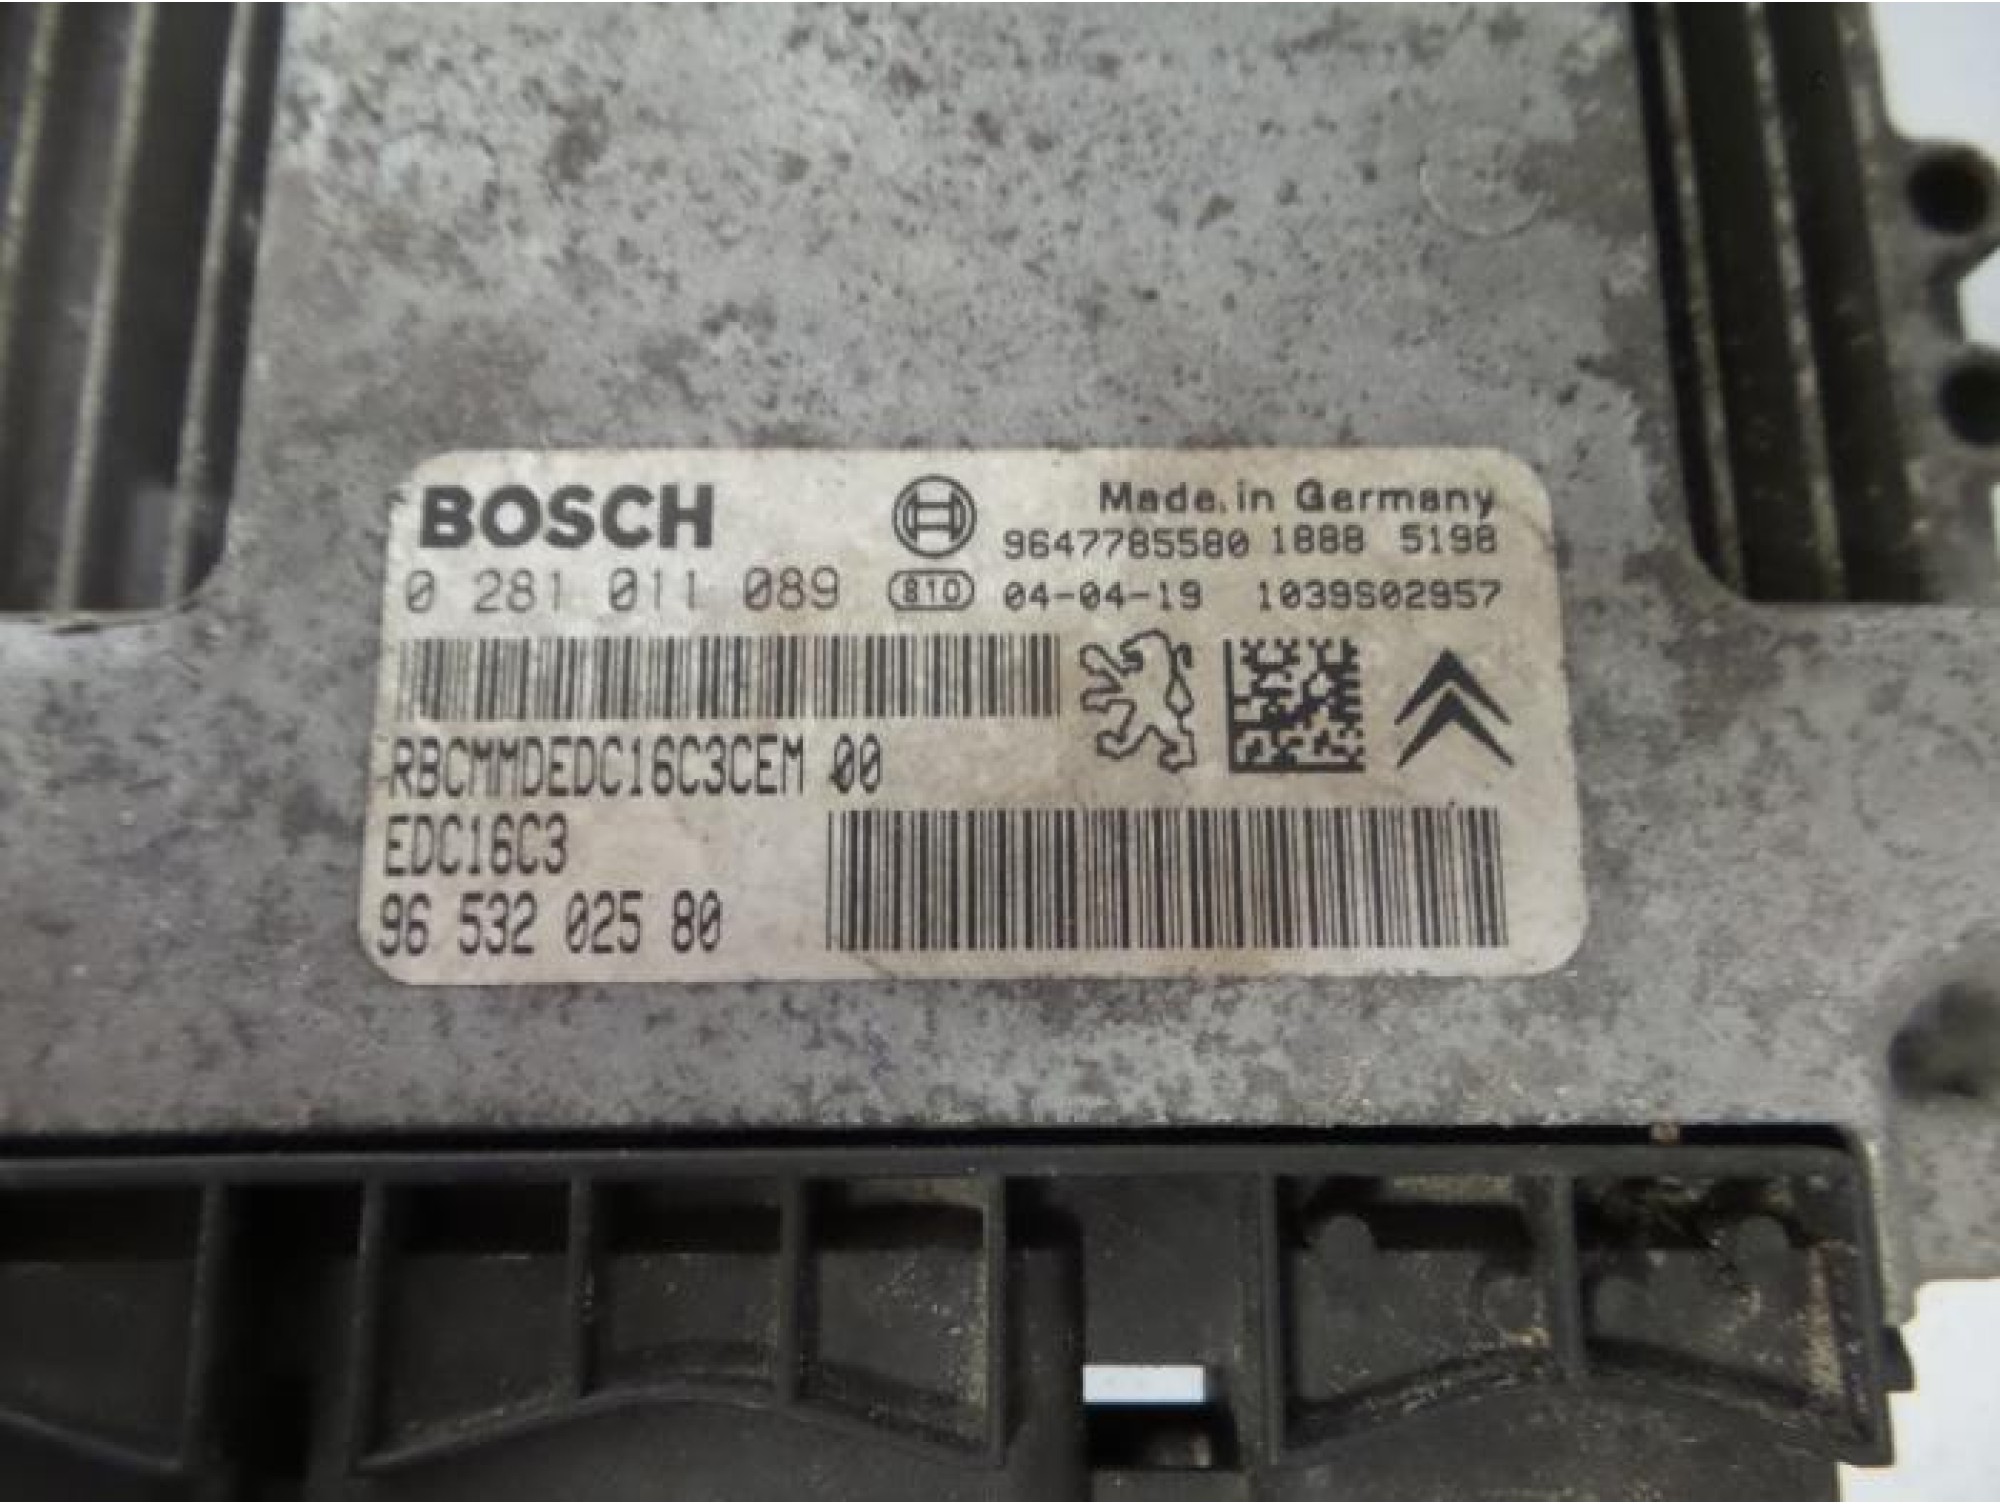 BOSCH
Made in Germany
9647785580 1888 5198
0 281 011 089 810 04-04-19 1039S02957
RBCMMDEDC16C3CEM 00
EDC16C3
96 532 025 80